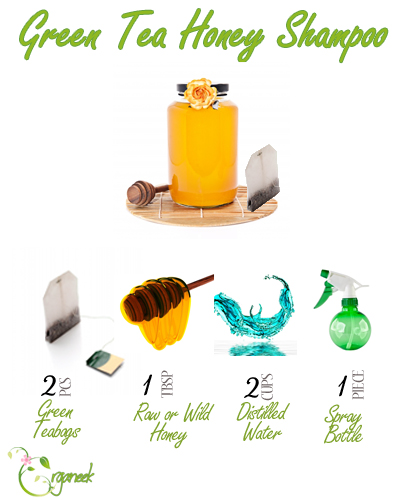 Green Tea Honey Shampoo
2 PCS
Green
Teabags
1 TBSP
Raw or Wild
Honey
2 CUPS
Distilled
Water
1 PIECE
Spray
Bottle
Organeek